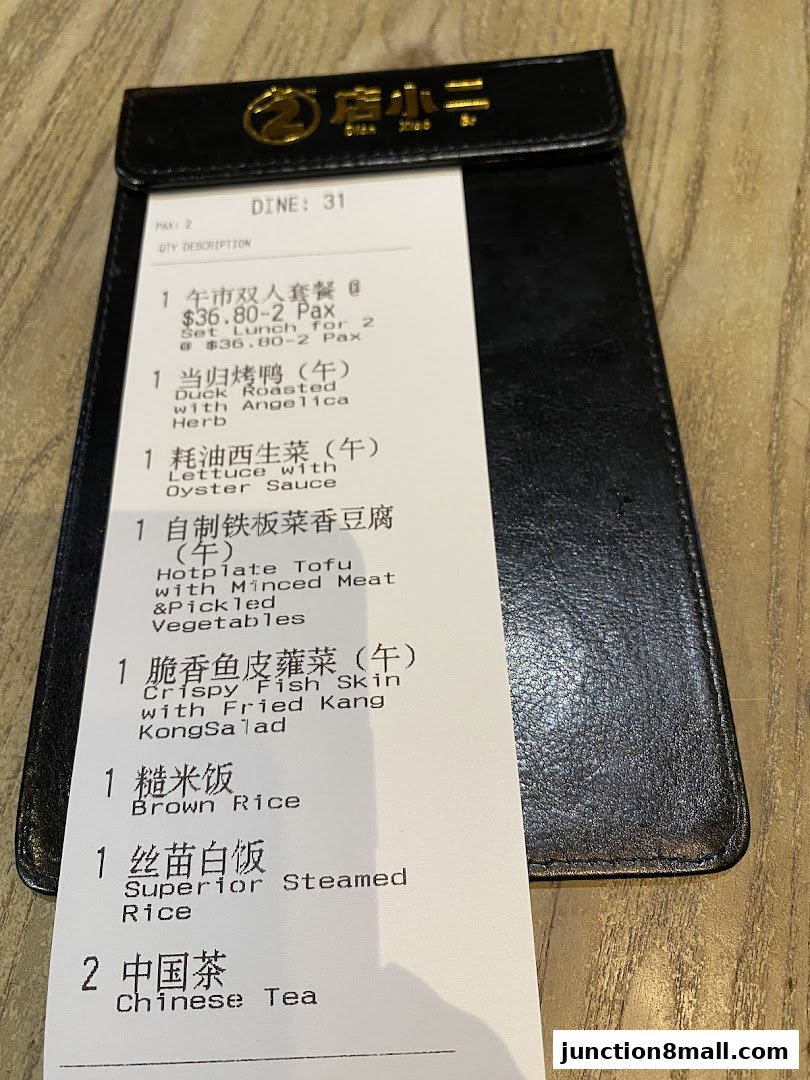 2 店小二
Dian Xiao Er
DINE: 31
PAX: 2
QTY DESCRIPTION
1 午市双人套餐 @
$36.80-2 Pax
Set Lunch for 2
@ $36.80-2 Pax
1 当归烤鸭（午）
Duck Roasted
with Angelica
Herb
1 耗油西生菜（午）
Lettuce with
Oyster Sauce
1 自制铁板菜香豆腐
（午）
Hotplate Tofu
with Minced Meat
&Pickled
Vegetables
1 脆香鱼皮蕹菜（午）
Crispy Fish Skin
with Fried Kang
KongSalad
1 糙米饭
Brown Rice
1 丝苗白饭
Superior Steamed
Rice
2 中国茶
Chinese Tea
junction8mall.com